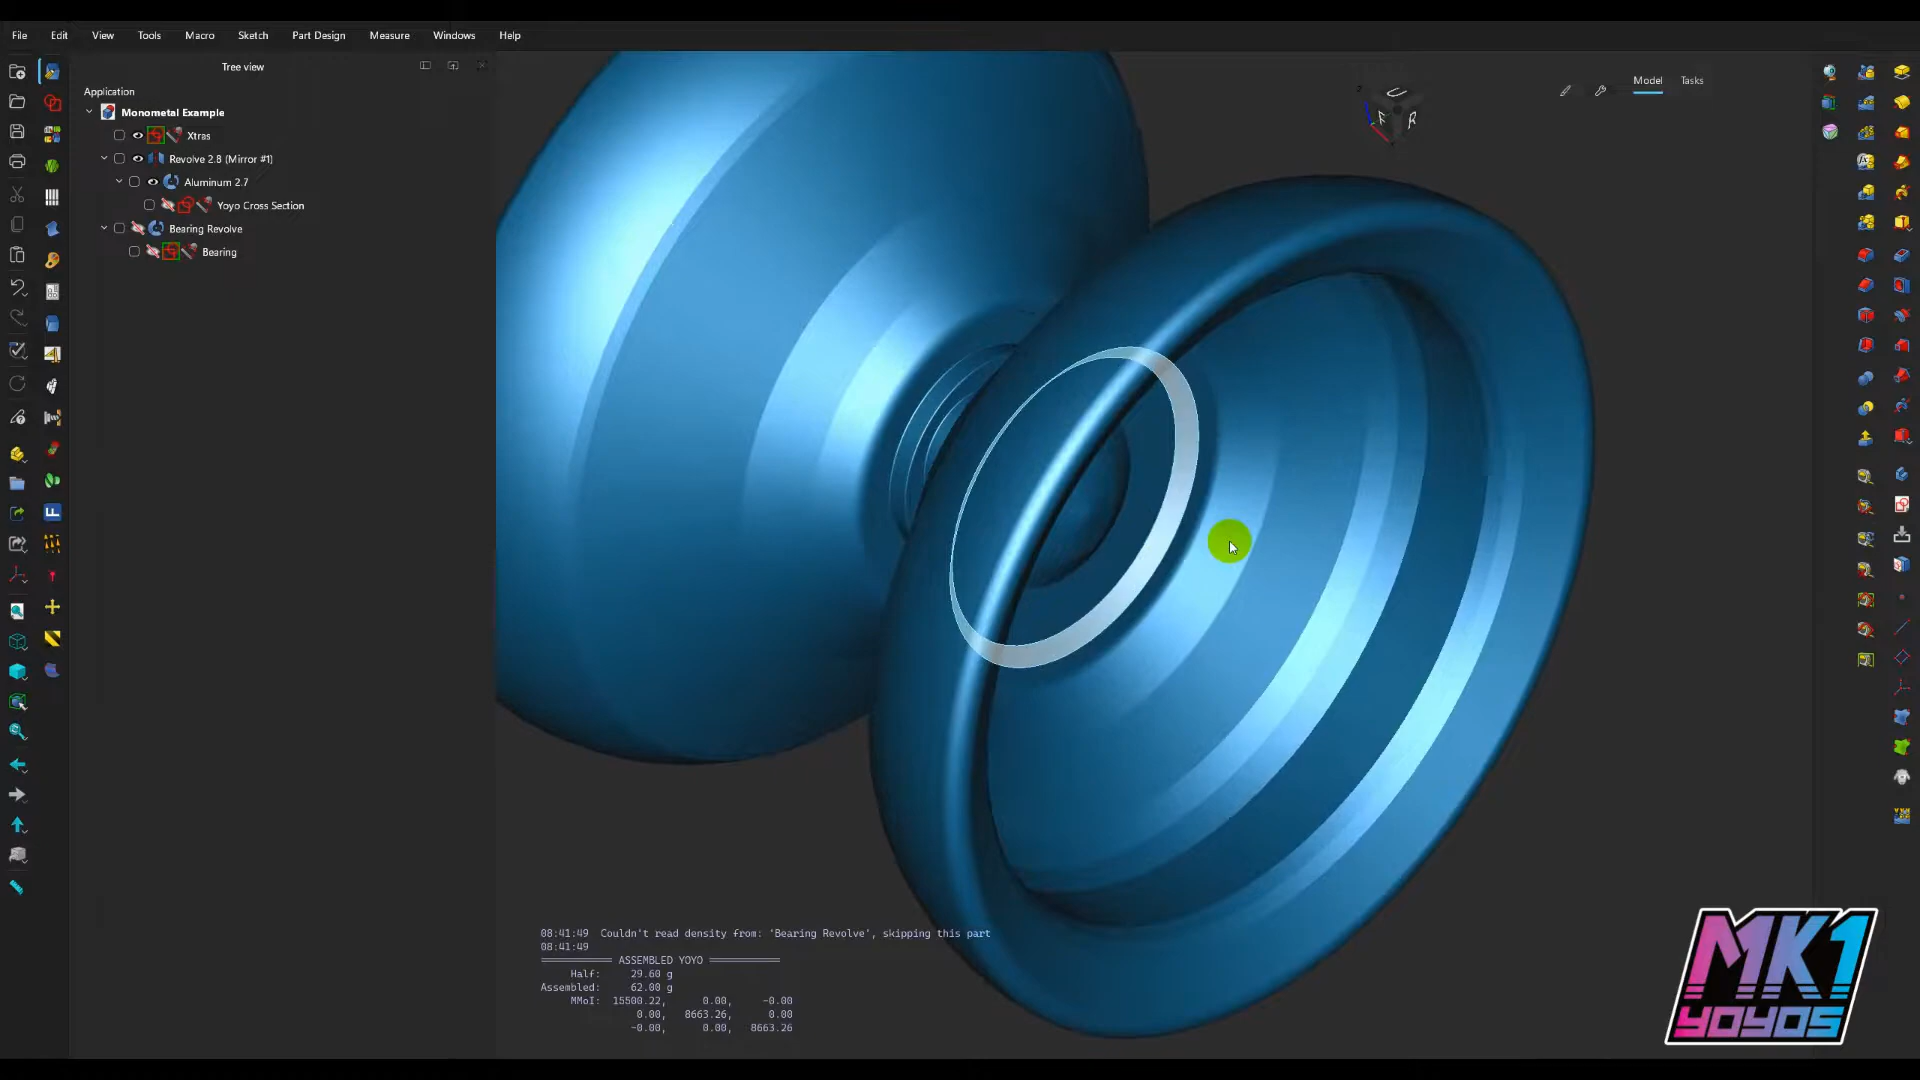 File Edit View Tools Macro Sketch Part Design Measure Windows Help
Tree view
Model Tasks
Application
Monometal Example
Xtras
Revolve 2.8 (Mirror #1)
Aluminum 2.7
Yoyo Cross Section
Bearing Revolve
Bearing
F R
08:41:49 Couldn't read density from: 'Bearing Revolve', skipping this part
08:41:49
ASSEMBLED YOYO
Half: 29.60 g
Assembled: 62.00 g
MMoI: 15500.22, 0.00, -0.00
0.00, 8663.26, 0.00
-0.00, 0.00, 8663.26
MK1
YOYOS